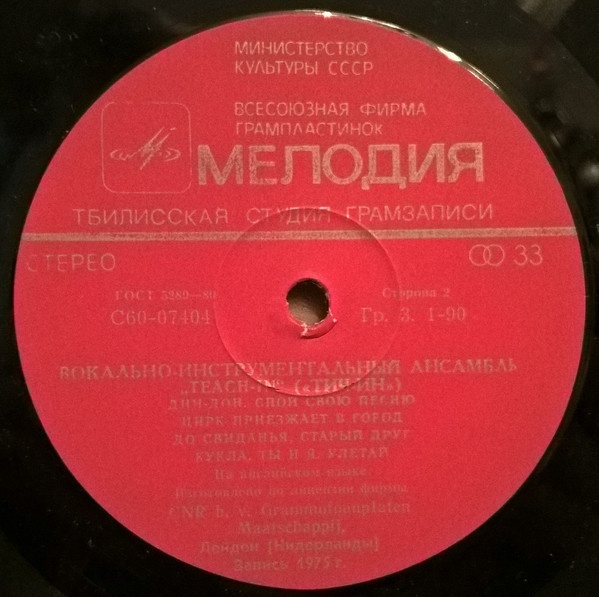 МИНИСТЕРСТВО
КУЛЬТУРЫ СССР
ВСЕСОЮЗНАЯ ФИРМА
ГРАМПЛАСТИНОК
МЕЛОДИЯ
ТБИЛИССКАЯ СТУДИЯ ГРАМЗАПИСИ
СТЕРЕО
33
ГОСТ 5289—80
Сторона 2
С60-07404
Гр. 3. 1-90
ВОКАЛЬНО-ИНСТРУМЕНТАЛЬНЫЙ АНСАМБЛЬ
„TEACH-IN“ («ТИЧ-ИН»)
ДИН-ДОН. СПОЙ СВОЮ ПЕСНЮ
ЦИРК ПРИЕЗЖАЕТ В ГОРОД
ДО СВИДАНЬЯ, СТАРЫЙ ДРУГ
КУКЛА. ТЫ И Я. УЛЕТАЙ
На английском языке.
Изготовлено по лицензии фирмы
CNR b. v. Grammofoonplaten
Maatschappi],
Лейден [Нидерланды]
Запись 1975 г.